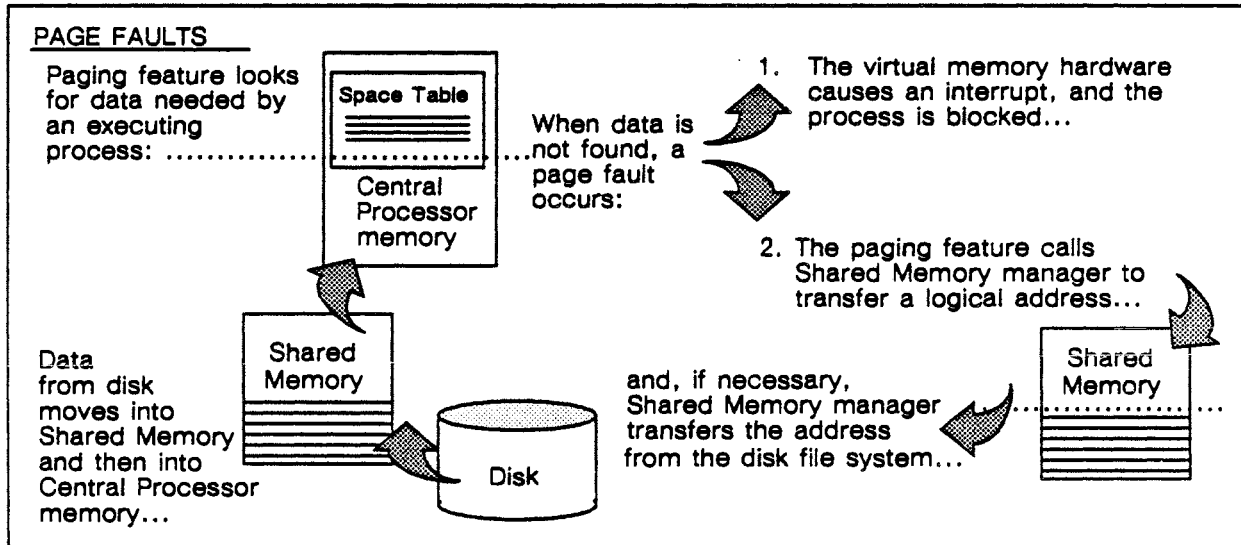 PAGE FAULTS
Paging feature looks
for data needed by
an executing
process: ......................
Space Table
Central
Processor
memory
When data is
not found, a
page fault
occurs:
1. The virtual memory hardware
causes an interrupt, and the
process is blocked...
2. The paging feature calls
Shared Memory manager to
transfer a logical address...
Shared
Memory
and, if necessary,
Shared Memory manager
transfers the address
from the disk file system...
Disk
Shared
Memory
Data
from disk
moves into
Shared Memory
and then into
Central Processor
memory...